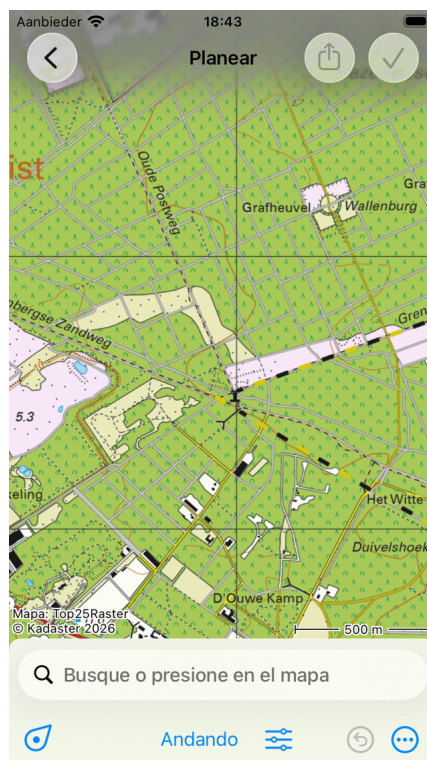 Aanbieder
18:43
Planear
ist
Oude Postweg
Gra
Grafheuvel
Wallenburg
nbergse Zandweg
Gren
5.3
keling
Het Witte
Duivelshoek
D'Ouwe Kamp
Mapa: Top25Raster
© Kadaster 2026
500 m
Busque o presione en el mapa
Andando